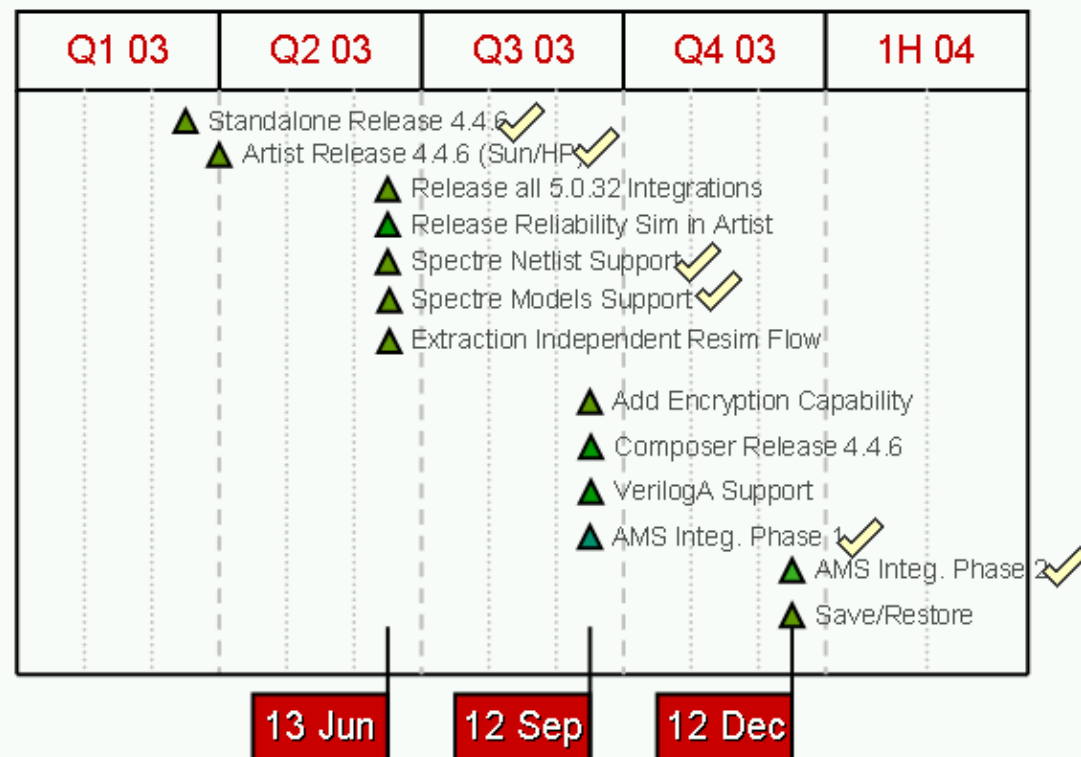 Q1 03 Q2 03 Q3 03 Q4 03 1H 04
Standalone Release 4.4.6
Artist Release 4.4.6 (Sun/HP)
Release all 5.0.32 Integrations
Release Reliability Sim in Artist
Spectre Netlist Support
Spectre Models Support
Extraction Independent Resim Flow
Add Encryption Capability
Composer Release 4.4.6
VerilogA Support
AMS Integ. Phase 1
AMS Integ. Phase 2
Save/Restore
13 Jun 12 Sep 12 Dec